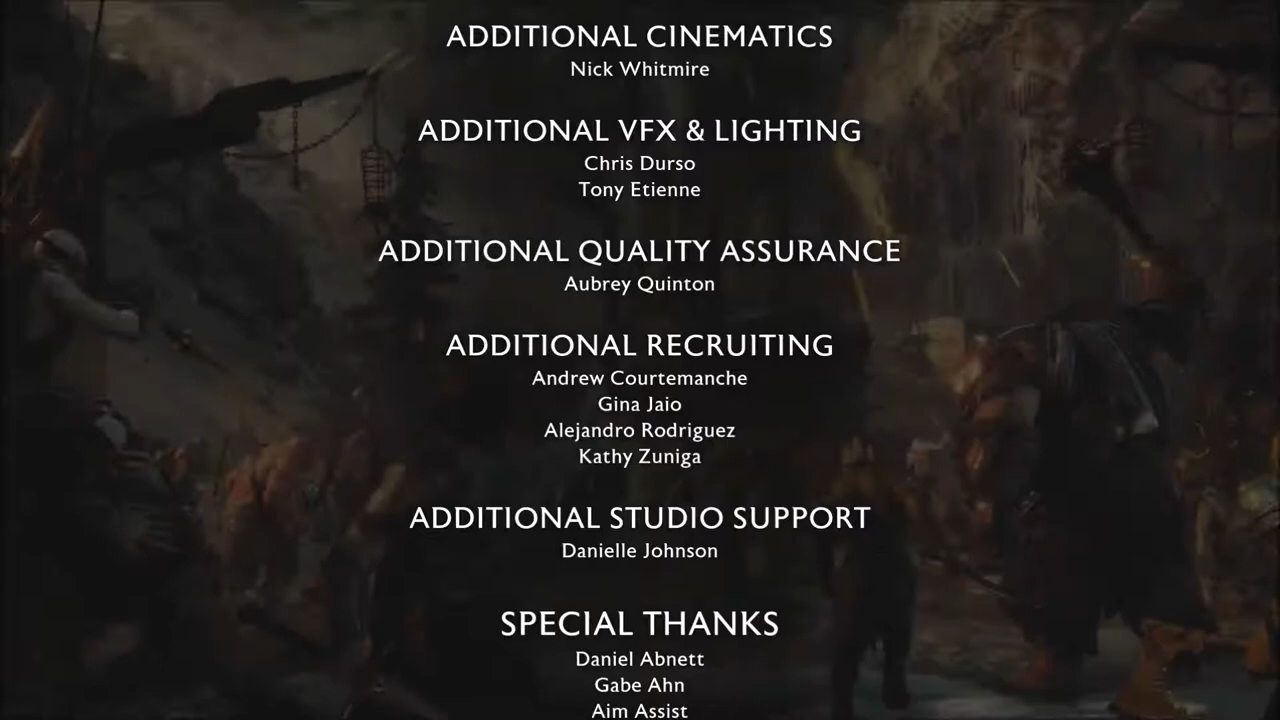 ADDITIONAL CINEMATICS
Nick Whitmire
ADDITIONAL VFX & LIGHTING
Chris Durso
Tony Etienne
ADDITIONAL QUALITY ASSURANCE
Aubrey Quinton
ADDITIONAL RECRUITING
Andrew Courtemanche
Gina Jaio
Alejandro Rodriguez
Kathy Zuniga
ADDITIONAL STUDIO SUPPORT
Danielle Johnson
SPECIAL THANKS
Daniel Abnett
Gabe Ahn
Aim Assist